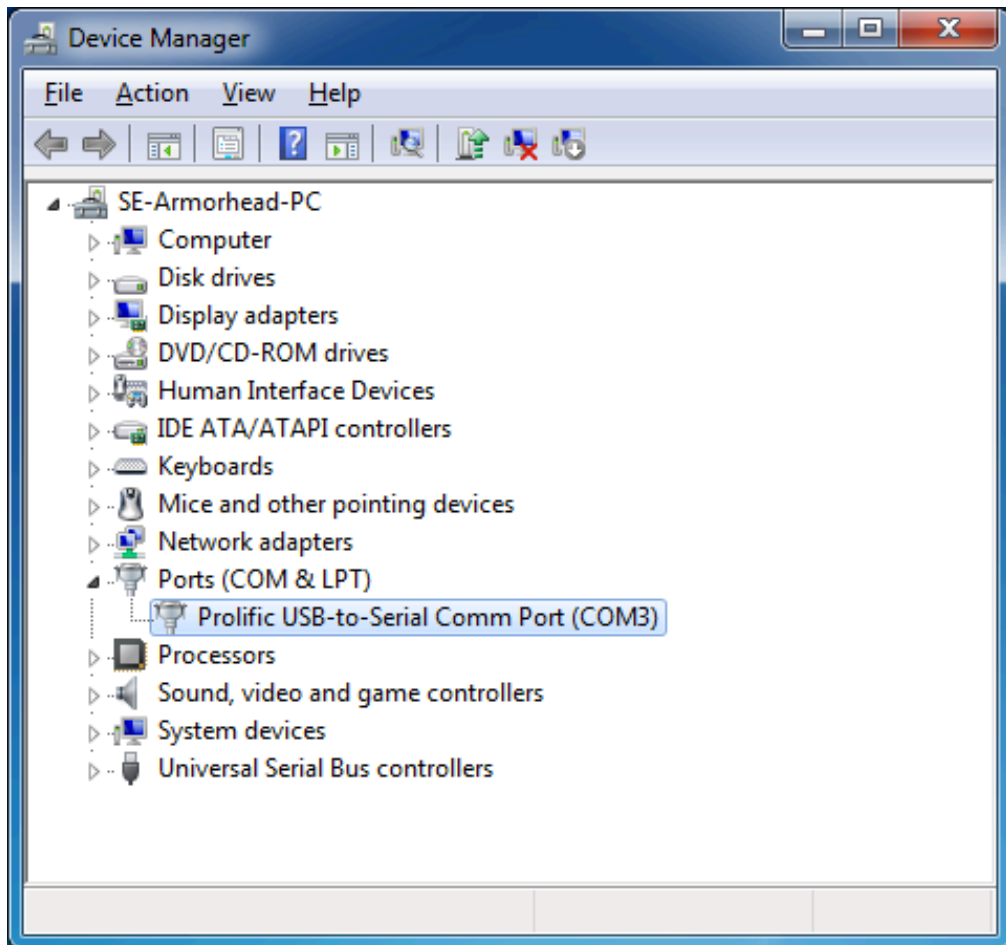 Device Manager
File Action View Help
SE-Armorhead-PC
Computer
Disk drives
Display adapters
DVD/CD-ROM drives
Human Interface Devices
IDE ATA/ATAPI controllers
Keyboards
Mice and other pointing devices
Network adapters
Ports (COM & LPT)
Prolific USB-to-Serial Comm Port (COM3)
Processors
Sound, video and game controllers
System devices
Universal Serial Bus controllers